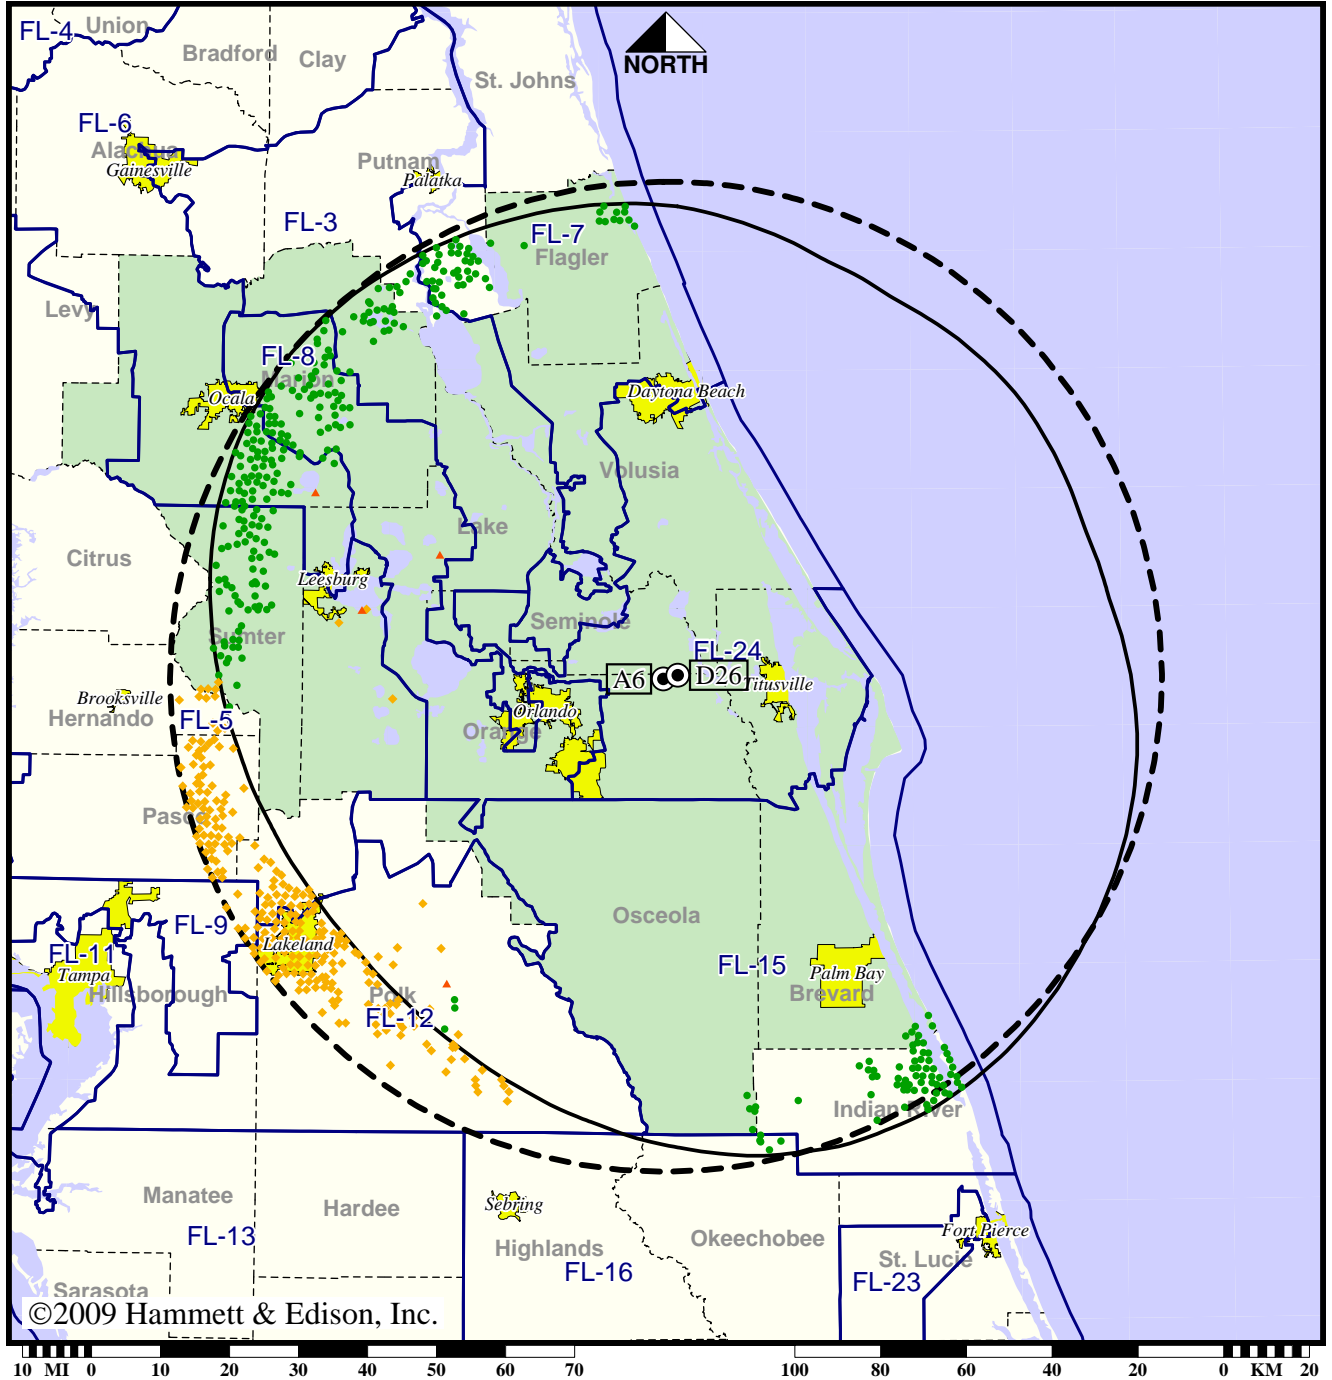 FL-4
Union
Bradford
Clay
NORTH
St. Johns
FL-6
Alachua
Gainesville
Putnam
Palatka
FL-3
FL-7
Flagler
Levy
FL-8
Marion
Ocala
Daytona Beach
Volusia
Lake
Citrus
Leesburg
Seminole
Sumter
FL-24
A6
D26
Titusville
Brooksville
Hernando
FL-5
Orlando
Orange
Pasco
FL-9
Osceola
Lakeland
FL-11
Tampa
FL-15
Palm Bay
Brevard
Hillsborough
Polk
FL-12
Indian River
Manatee
Hardee
Sebring
FL-13
Highlands
Okeechobee
Fort Pierce
St. Lucie
FL-16
FL-23
Sarasota
©2009 Hammett & Edison, Inc.
10 MI 0 10 20 30 40 50 60 70 100 80 60 40 20 0 KM 20